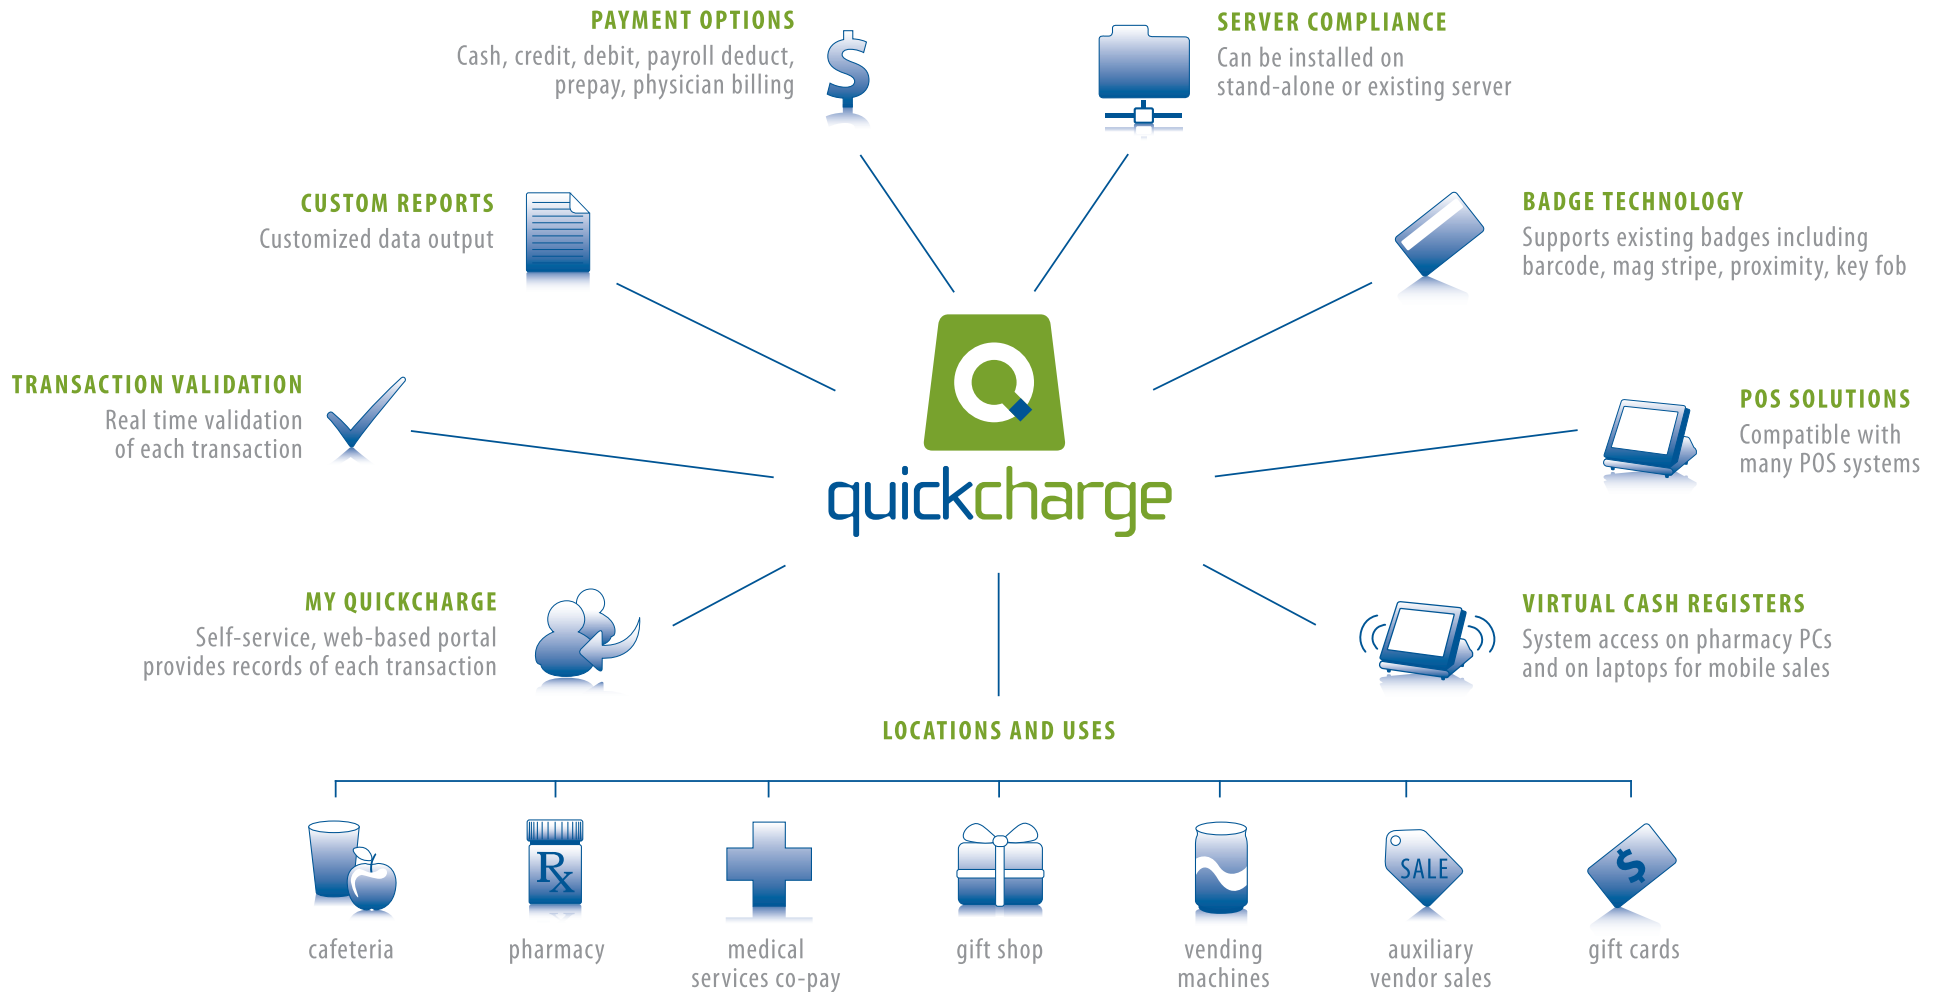 PAYMENT OPTIONS
Cash, credit, debit, payroll deduct,
prepay, physician billing
$
SERVER COMPLIANCE
Can be installed on
stand-alone or existing server
CUSTOM REPORTS
Customized data output
BADGE TECHNOLOGY
Supports existing badges including
barcode, mag stripe, proximity, key fob
TRANSACTION VALIDATION
Real time validation
of each transaction
POS SOLUTIONS
Compatible with
many POS systems
quickcharge
MY QUICKCHARGE
Self-service, web-based portal
provides records of each transaction
VIRTUAL CASH REGISTERS
System access on pharmacy PCs
and on laptops for mobile sales
LOCATIONS AND USES
Rx
SALE
$
cafeteria
pharmacy
medical
services co-pay
gift shop
vending
machines
auxiliary
vendor sales
gift cards